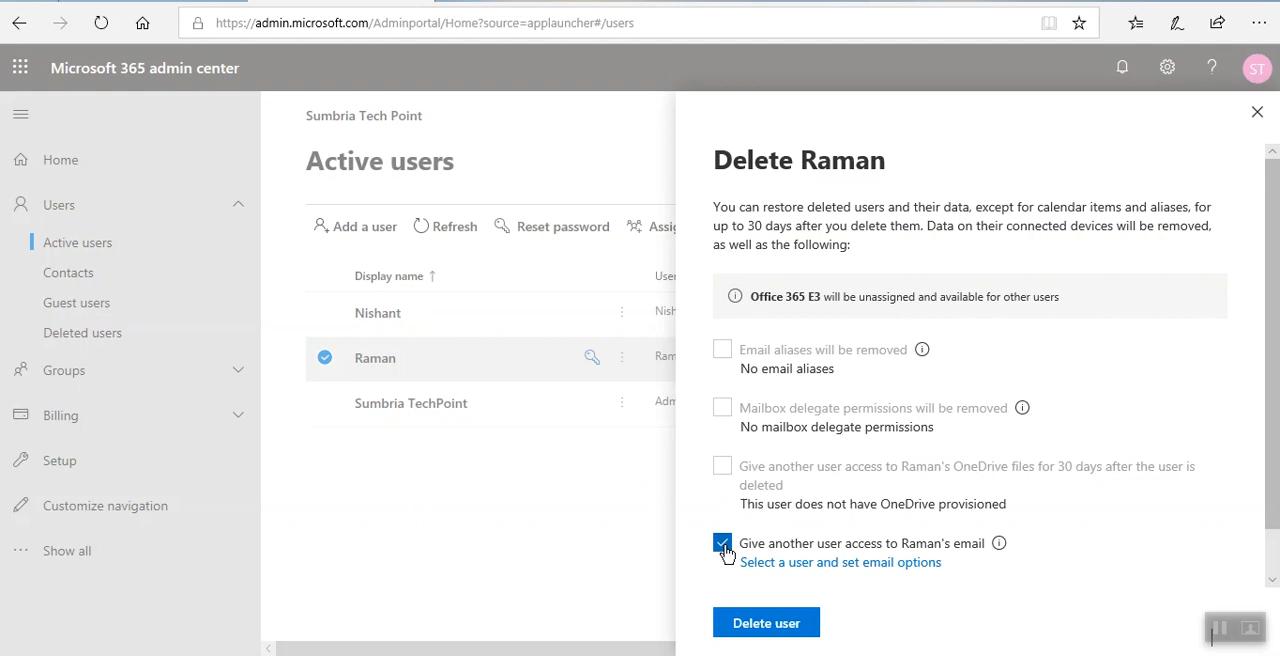 https://admin.microsoft.com/Adminportal/Home?source=applauncher#/users
Microsoft 365 admin center
ST
Home
Users
Active users
Contacts
Guest users
Deleted users
Groups
Billing
Setup
Customize navigation
Show all
Sumbria Tech Point
Active users
Add a user Refresh Reset password Assig
Display name ↑ User
Nishant Nish
Raman Ram
Sumbria TechPoint Adm
Delete Raman
You can restore deleted users and their data, except for calendar items and aliases, for
up to 30 days after you delete them. Data on their connected devices will be removed,
as well as the following:
Office 365 E3 will be unassigned and available for other users
Email aliases will be removed
No email aliases
Mailbox delegate permissions will be removed
No mailbox delegate permissions
Give another user access to Raman's OneDrive files for 30 days after the user is
deleted
This user does not have OneDrive provisioned
Give another user access to Raman's email
Select a user and set email options
Delete user